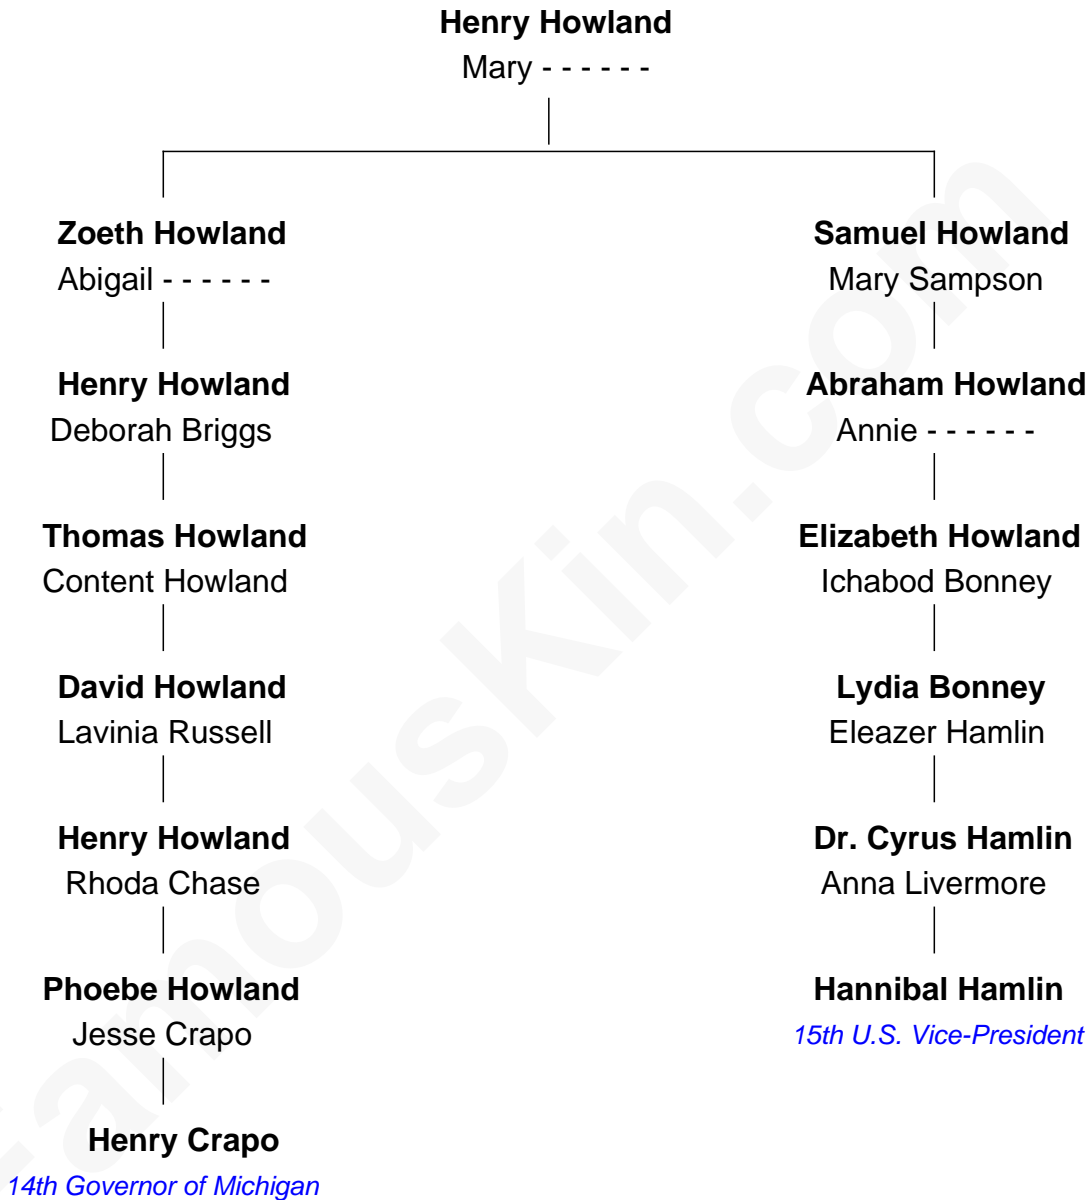 Henry Howland
Mary - - - - - -
Zoeth Howland
Abigail - - - - - -
Samuel Howland
Mary Sampson
Henry Howland
Deborah Briggs
Abraham Howland
Annie - - - - - -
Thomas Howland
Content Howland
Elizabeth Howland
Ichabod Bonney
David Howland
Lavinia Russell
Lydia Bonney
Eleazer Hamlin
Henry Howland
Rhoda Chase
Dr. Cyrus Hamlin
Anna Livermore
Phoebe Howland
Jesse Crapo
Hannibal Hamlin
15th U.S. Vice-President
Henry Crapo
14th Governor of Michigan
FamousKin.com